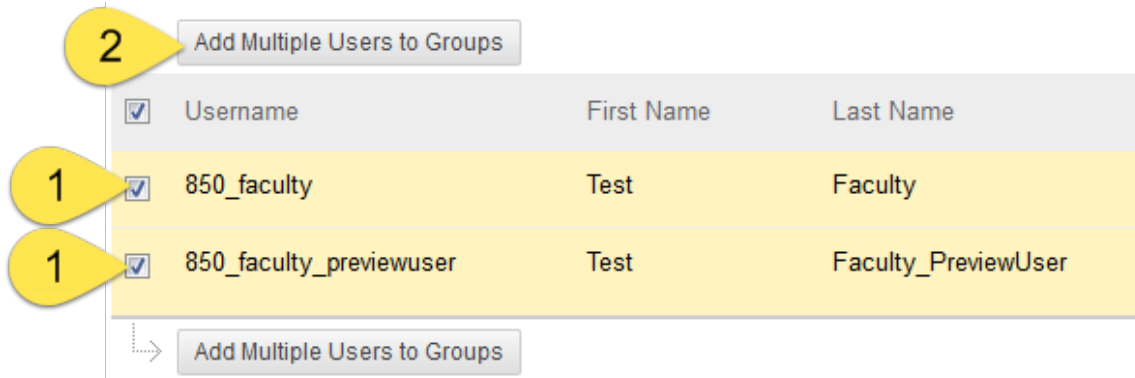 2 Add Multiple Users to Groups
Username First Name Last Name
1 850_faculty Test Faculty
1 850_faculty_previewuser Test Faculty_PreviewUser
Add Multiple Users to Groups